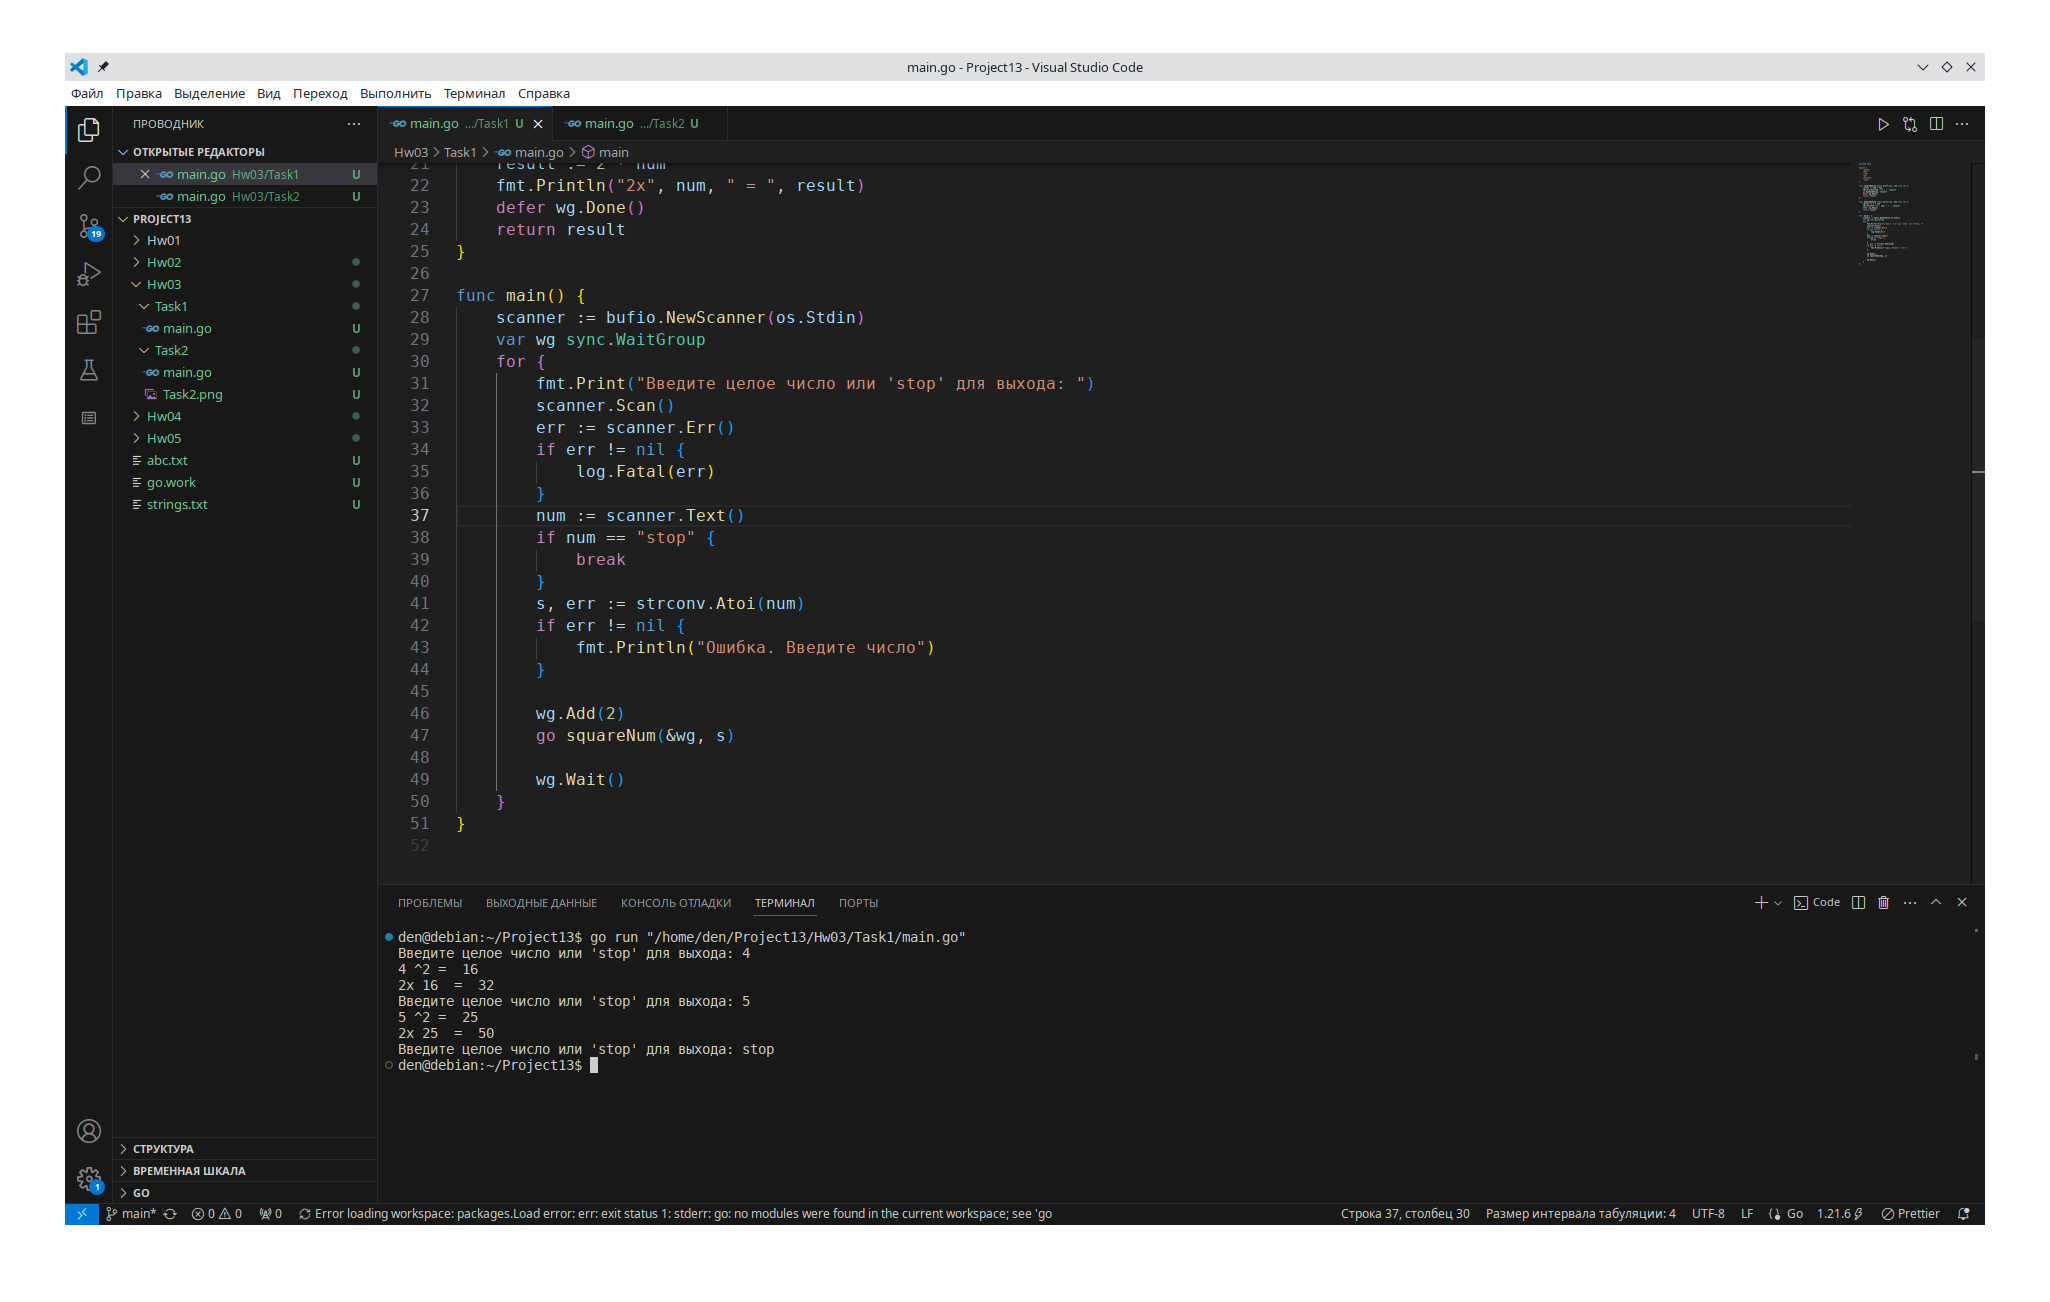 main.go - Project13 - Visual Studio Code
Файл Правка Выделение Вид Переход Выполнить Терминал Справка
ПРОВОДНИК
ОТКРЫТЫЕ РЕДАКТОРЫ
main.go Hw03/Task1 U
main.go Hw03/Task2 U
PROJECT13
Hw01
Hw02
Hw03
Task1
main.go U
Task2
main.go U
Task2.png U
Hw04
Hw05
abc.txt U
go.work U
strings.txt U
СТРУКТУРА
ВРЕМЕННАЯ ШКАЛА
GO
19
1
main.go .../Task1 U
main.go .../Task2 U
Hw03 > Task1 > main.go > main
21 result := 2 * num
22 fmt.Println("2x", num, " = ", result)
23 defer wg.Done()
24 return result
25 }
26
27 func main() {
28 scanner := bufio.NewScanner(os.Stdin)
29 var wg sync.WaitGroup
30 for {
31 fmt.Print("Введите целое число или 'stop' для выхода: ")
32 scanner.Scan()
33 err := scanner.Err()
34 if err != nil {
35 log.Fatal(err)
36 }
37 num := scanner.Text()
38 if num == "stop" {
39 break
40 }
41 s, err := strconv.Atoi(num)
42 if err != nil {
43 fmt.Println("Ошибка. Введите число")
44 }
45
46 wg.Add(2)
47 go squareNum(&wg, s)
48
49 wg.Wait()
50 }
51 }
52
ПРОБЛЕМЫ ВЫХОДНЫЕ ДАННЫЕ КОНСОЛЬ ОТЛАДКИ ТЕРМИНАЛ ПОРТЫ
Code
den@debian:~/Project13$ go run "/home/den/Project13/Hw03/Task1/main.go"
Введите целое число или 'stop' для выхода: 4
4 ^2 =  16
2x 16  =  32
Введите целое число или 'stop' для выхода: 5
5 ^2 =  25
2x 25  =  50
Введите целое число или 'stop' для выхода: stop
den@debian:~/Project13$
main* 0 0 0 Error loading workspace: packages.Load error: err: exit status 1: stderr: go: no modules were found in the current workspace; see 'go
Строка 37, столбец 30 Размер интервала табуляции: 4 UTF-8 LF Go 1.21.6 Prettier